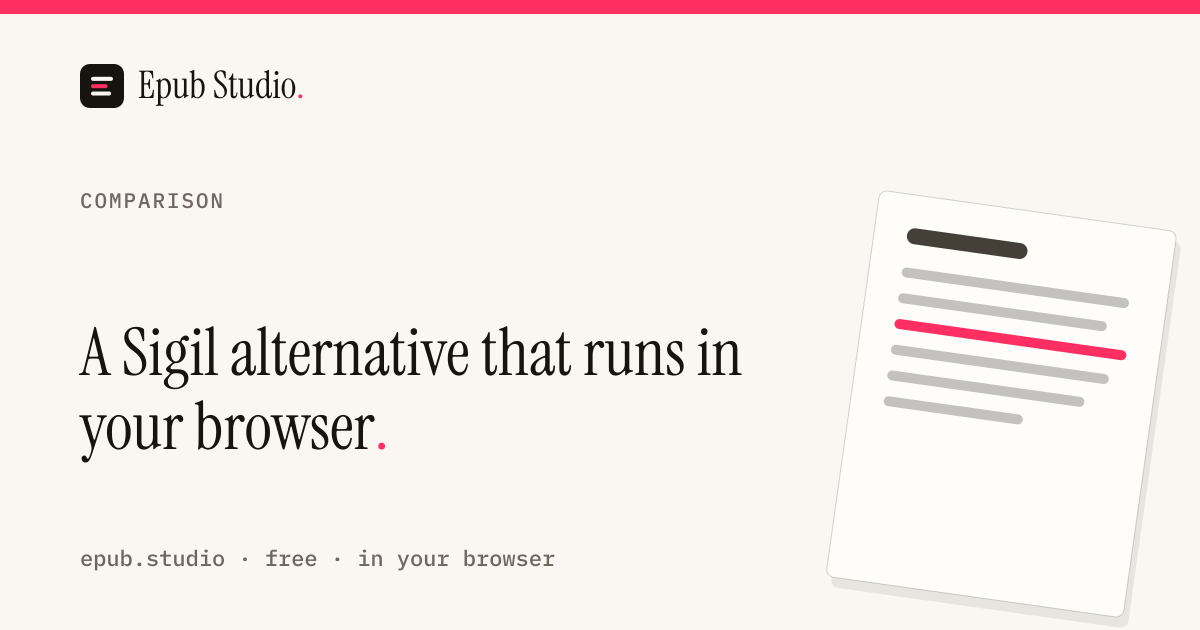 Epub Studio.
COMPARISON
A Sigil alternative that runs in
your browser.
epub.studio · free · in your browser